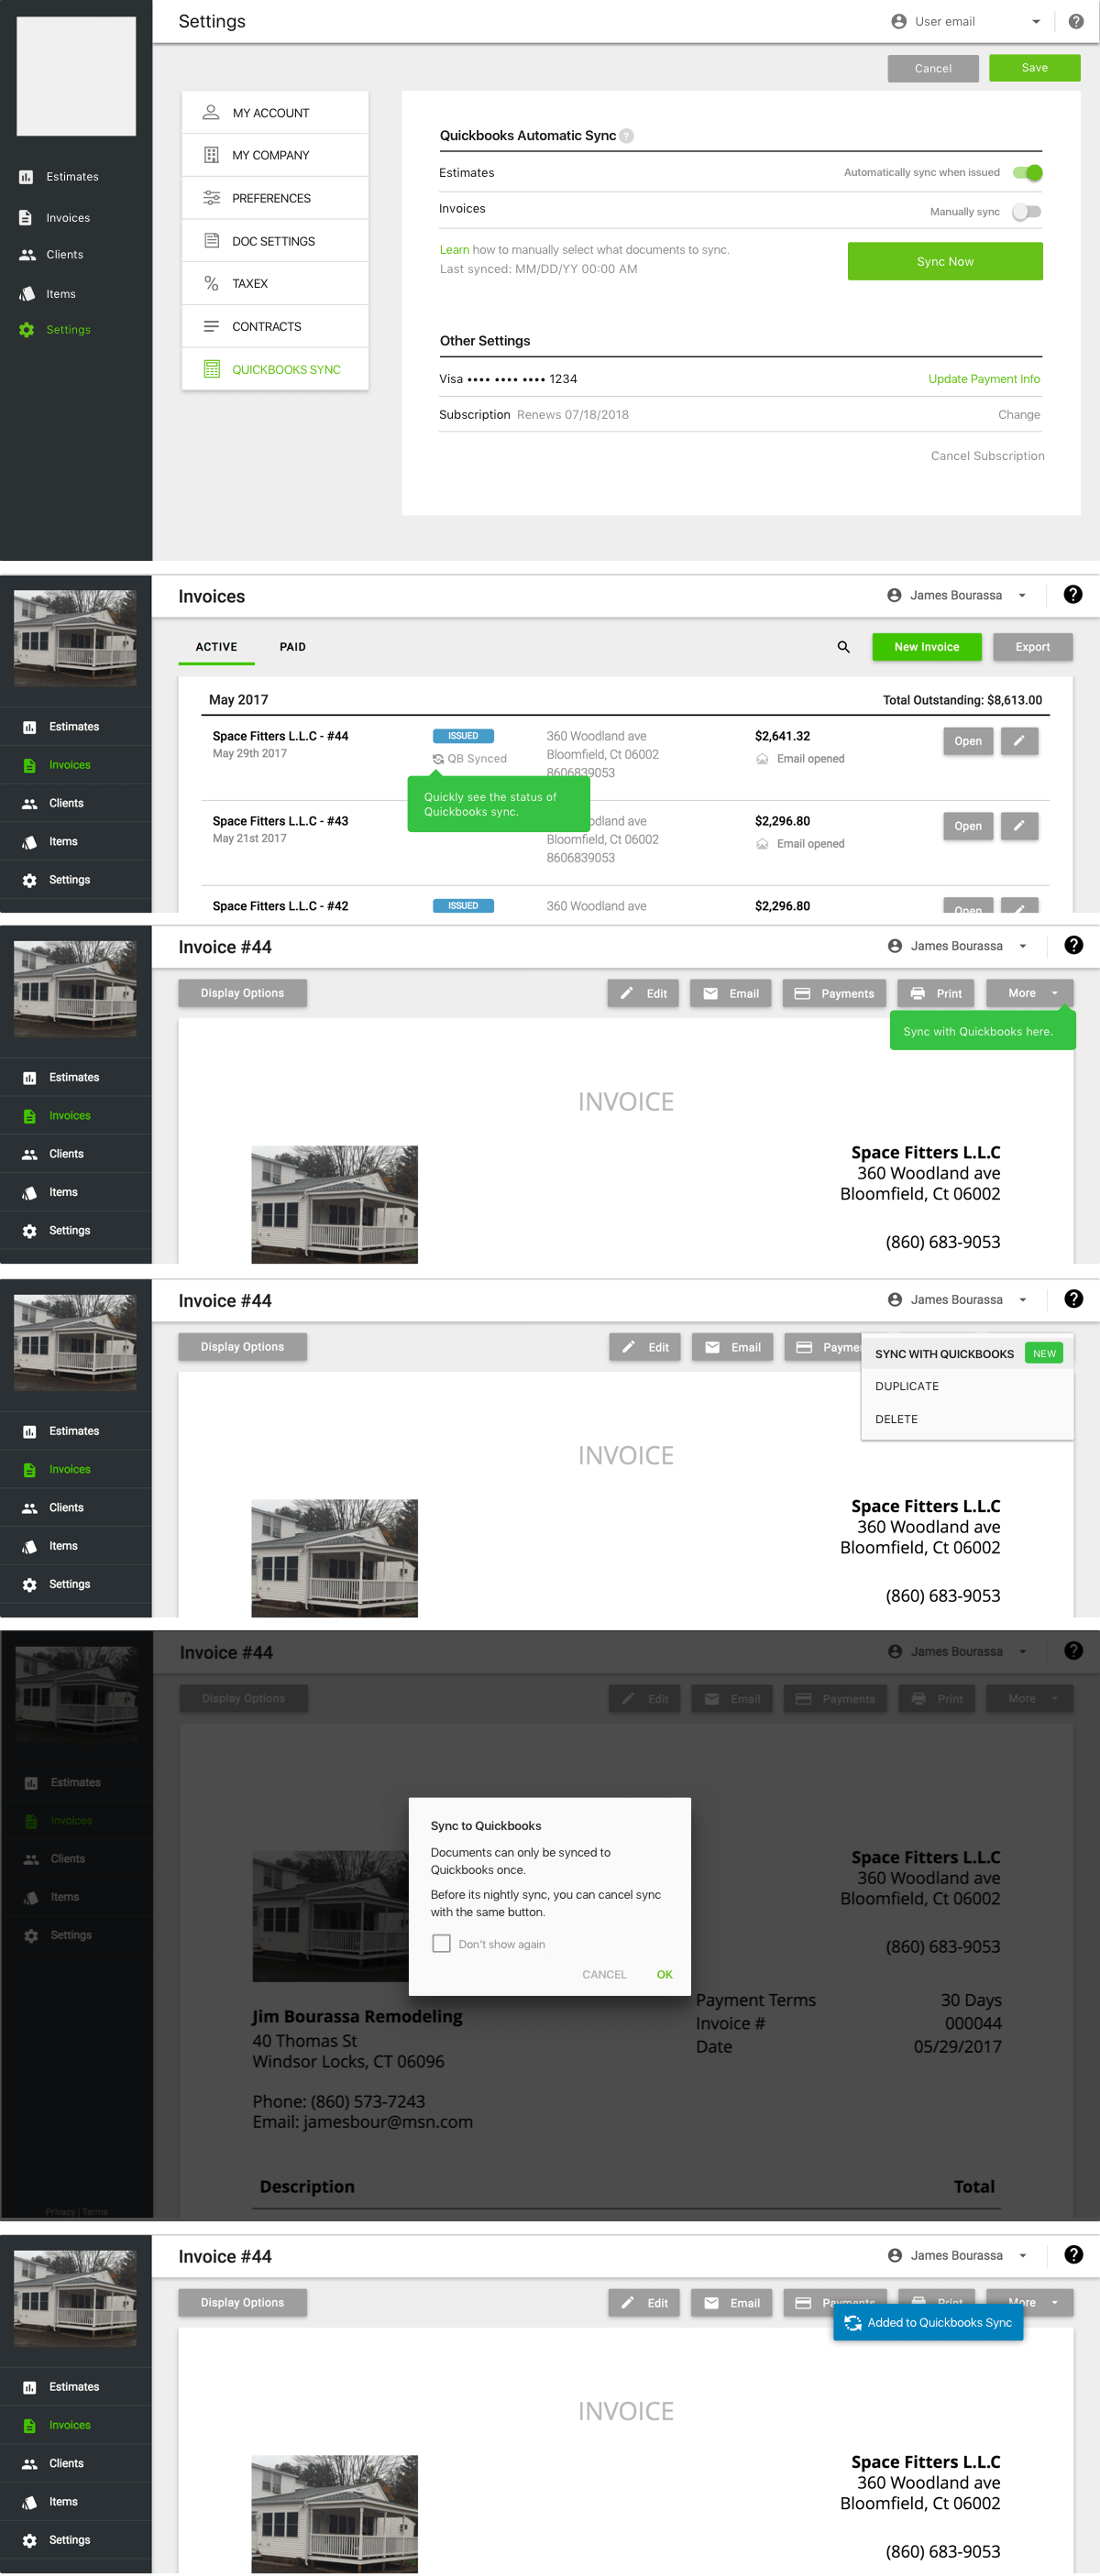 Settings
User email
Cancel
Save
Estimates
Invoices
Clients
Items
Settings
MY ACCOUNT
MY COMPANY
PREFERENCES
DOC SETTINGS
TAXEX
CONTRACTS
QUICKBOOKS SYNC
Quickbooks Automatic Sync ?
Estimates Automatically sync when issued
Invoices Manually sync
Learn how to manually select what documents to sync.
Last synced: MM/DD/YY 00:00 AM
Sync Now
Other Settings
Visa •••• •••• •••• 1234 Update Payment Info
Subscription Renews 07/18/2018 Change
Cancel Subscription
Invoices
James Bourassa
Estimates
Invoices
Clients
Items
Settings
ACTIVE PAID
New Invoice Export
May 2017 Total Outstanding: $8,613.00
Space Fitters L.L.C - #44 ISSUED 360 Woodland ave $2,641.32
May 29th 2017 QB Synced Bloomfield, Ct 06002 Email opened
8606839053
Open
Quickly see the status of
Quickbooks sync.
Space Fitters L.L.C - #43 dland ave $2,296.80
May 21st 2017 Bloomfield, Ct 06002 Email opened
8606839053
Open
Space Fitters L.L.C - #42 ISSUED 360 Woodland ave $2,296.80
Open
Invoice #44
James Bourassa
Display Options
Edit Email Payments Print More
Sync with Quickbooks here.
Estimates
Invoices
Clients
Items
Settings
INVOICE
Space Fitters L.L.C
360 Woodland ave
Bloomfield, Ct 06002
(860) 683-9053
Invoice #44
James Bourassa
Display Options
Edit Email Payme
SYNC WITH QUICKBOOKS NEW
DUPLICATE
DELETE
Estimates
Invoices
Clients
Items
Settings
INVOICE
Space Fitters L.L.C
360 Woodland ave
Bloomfield, Ct 06002
(860) 683-9053
Invoice #44
James Bourassa
Display Options
Edit Email Payments Print More
Estimates
Invoices
Clients
Items
Settings
Privacy | Terms
Sync to Quickbooks
Documents can only be synced to
Quickbooks once.
Before its nightly sync, you can cancel sync
with the same button.
Don't show again
CANCEL OK
Space Fitters L.L.C
360 Woodland ave
Bloomfield, Ct 06002
(860) 683-9053
Jim Bourassa Remodeling
40 Thomas St
Windsor Locks, CT 06096
Phone: (860) 573-7243
Email: jamesbour@msn.com
Payment Terms 30 Days
Invoice # 000044
Date 05/29/2017
Description Total
Invoice #44
James Bourassa
Display Options
Edit Email Payments Print More
Added to Quickbooks Sync
Estimates
Invoices
Clients
Items
Settings
INVOICE
Space Fitters L.L.C
360 Woodland ave
Bloomfield, Ct 06002
(860) 683-9053